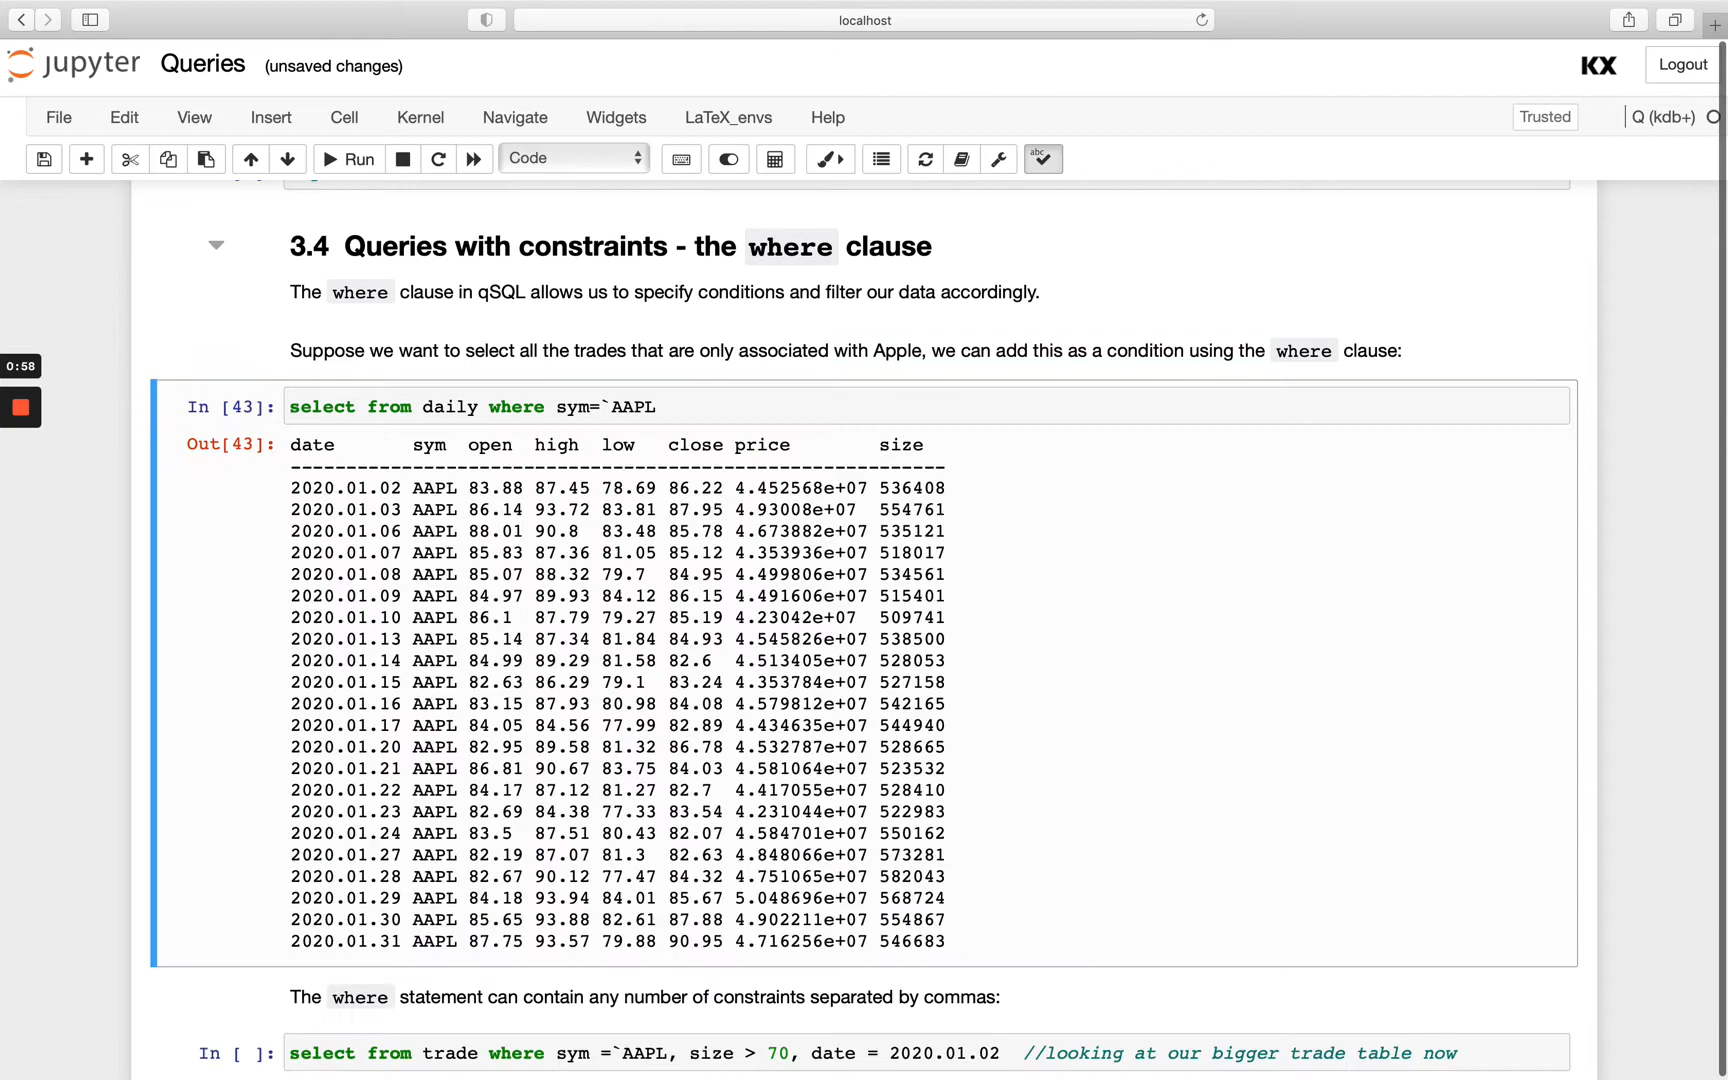 localhost
jupyter Queries (unsaved changes) KX Logout
File Edit View Insert Cell Kernel Navigate Widgets LaTeX_envs Help Trusted Q (kdb+)
Run Code abc
3.4 Queries with constraints - the where clause
The where clause in qSQL allows us to specify conditions and filter our data accordingly.
0:58
Suppose we want to select all the trades that are only associated with Apple, we can add this as a condition using the where clause:
In [43]: select from daily where sym=`AAPL
Out[43]: date sym open high low close price size
-----------------------------------------------------------
2020.01.02 AAPL 83.88 87.45 78.69 86.22 4.452568e+07 536408
2020.01.03 AAPL 86.14 93.72 83.81 87.95 4.93008e+07 554761
2020.01.06 AAPL 88.01 90.8 83.48 85.78 4.673882e+07 535121
2020.01.07 AAPL 85.83 87.36 81.05 85.12 4.353936e+07 518017
2020.01.08 AAPL 85.07 88.32 79.7 84.95 4.499806e+07 534561
2020.01.09 AAPL 84.97 89.93 84.12 86.15 4.491606e+07 515401
2020.01.10 AAPL 86.1 87.79 79.27 85.19 4.23042e+07 509741
2020.01.13 AAPL 85.14 87.34 81.84 84.93 4.545826e+07 538500
2020.01.14 AAPL 84.99 89.29 81.58 82.6 4.513405e+07 528053
2020.01.15 AAPL 82.63 86.29 79.1 83.24 4.353784e+07 527158
2020.01.16 AAPL 83.15 87.93 80.98 84.08 4.579812e+07 542165
2020.01.17 AAPL 84.05 84.56 77.99 82.89 4.434635e+07 544940
2020.01.20 AAPL 82.95 89.58 81.32 86.78 4.532787e+07 528665
2020.01.21 AAPL 86.81 90.67 83.75 84.03 4.581064e+07 523532
2020.01.22 AAPL 84.17 87.12 81.27 82.7 4.417055e+07 528410
2020.01.23 AAPL 82.69 84.38 77.33 83.54 4.231044e+07 522983
2020.01.24 AAPL 83.5 87.51 80.43 82.07 4.584701e+07 550162
2020.01.27 AAPL 82.19 87.07 81.3 82.63 4.848066e+07 573281
2020.01.28 AAPL 82.67 90.12 77.47 84.32 4.751065e+07 582043
2020.01.29 AAPL 84.18 93.94 84.01 85.67 5.048696e+07 568724
2020.01.30 AAPL 85.65 93.88 82.61 87.88 4.902211e+07 554867
2020.01.31 AAPL 87.75 93.57 79.88 90.95 4.716256e+07 546683
The where statement can contain any number of constraints separated by commas:
In [ ]: select from trade where sym =`AAPL, size > 70, date = 2020.01.02 //looking at our bigger trade table now